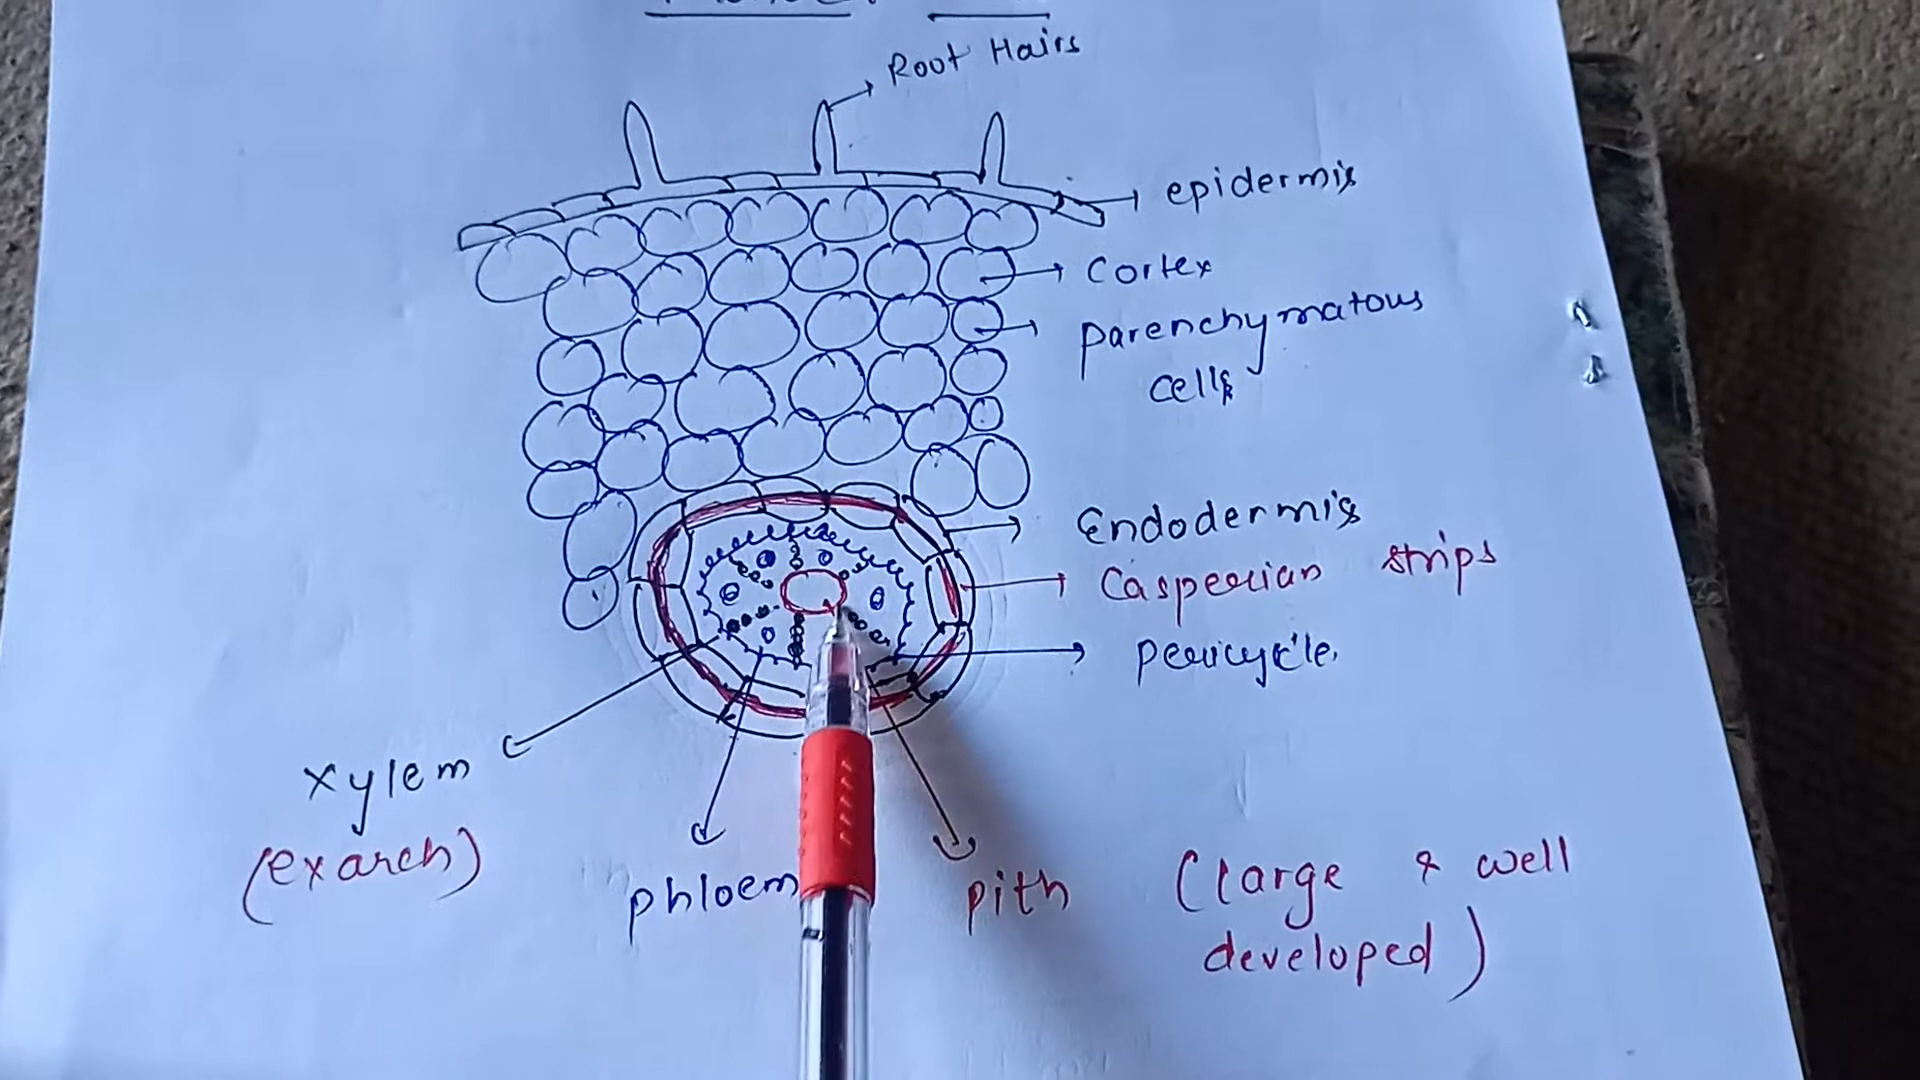 Root Hairs
epidermis
Cortex
parenchymatous
cells
Endodermis
Casperian strips
pericycle.
xylem
(exarch)
phloem
pith (large & well
developed)